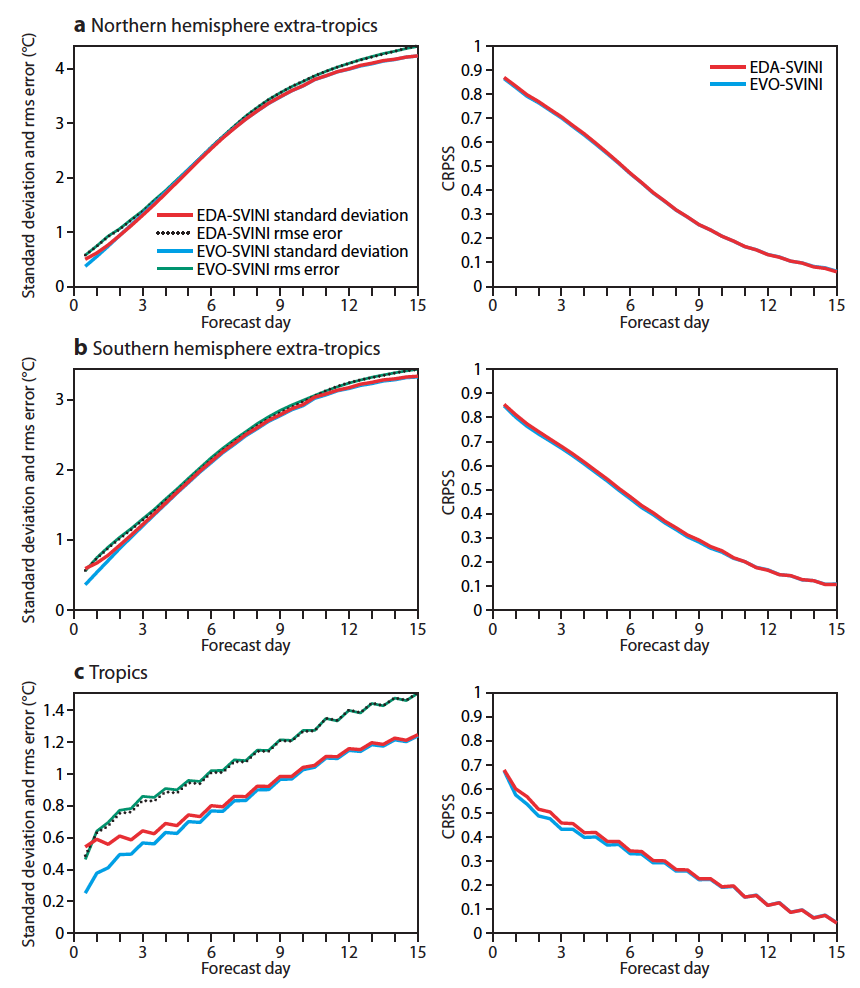 a Northern hemisphere extra-tropics
Standard deviation and rms error (°C)
4
3
2
1
0
EDA-SVINI standard deviation
EDA-SVINI rmse eror
EVO-SVINI standard deviation
EVO-SVINI rms error
0 3 6 9 12 15
Forecast day
CRPSS
1
0.9
0.8
0.7
0.6
0.5
0.4
0.3
0.2
0.1
0
EDA-SVINI
EVO-SVINI
0 3 6 9 12 15
Forecast day
b Southern hemisphere extra-tropics
Standard deviation and rms error (°C)
3
2
1
0
0 3 6 9 12 15
Forecast day
CRPSS
1
0.9
0.8
0.7
0.6
0.5
0.4
0.3
0.2
0.1
0
0 3 6 9 12 15
Forecast day
c Tropics
Standard deviation and rms error (°C)
1.4
1.2
1
0.8
0.6
0.4
0.2
0
0 3 6 9 12 15
Forecast day
CRPSS
1
0.9
0.8
0.7
0.6
0.5
0.4
0.3
0.2
0.1
0
0 3 6 9 12 15
Forecast day